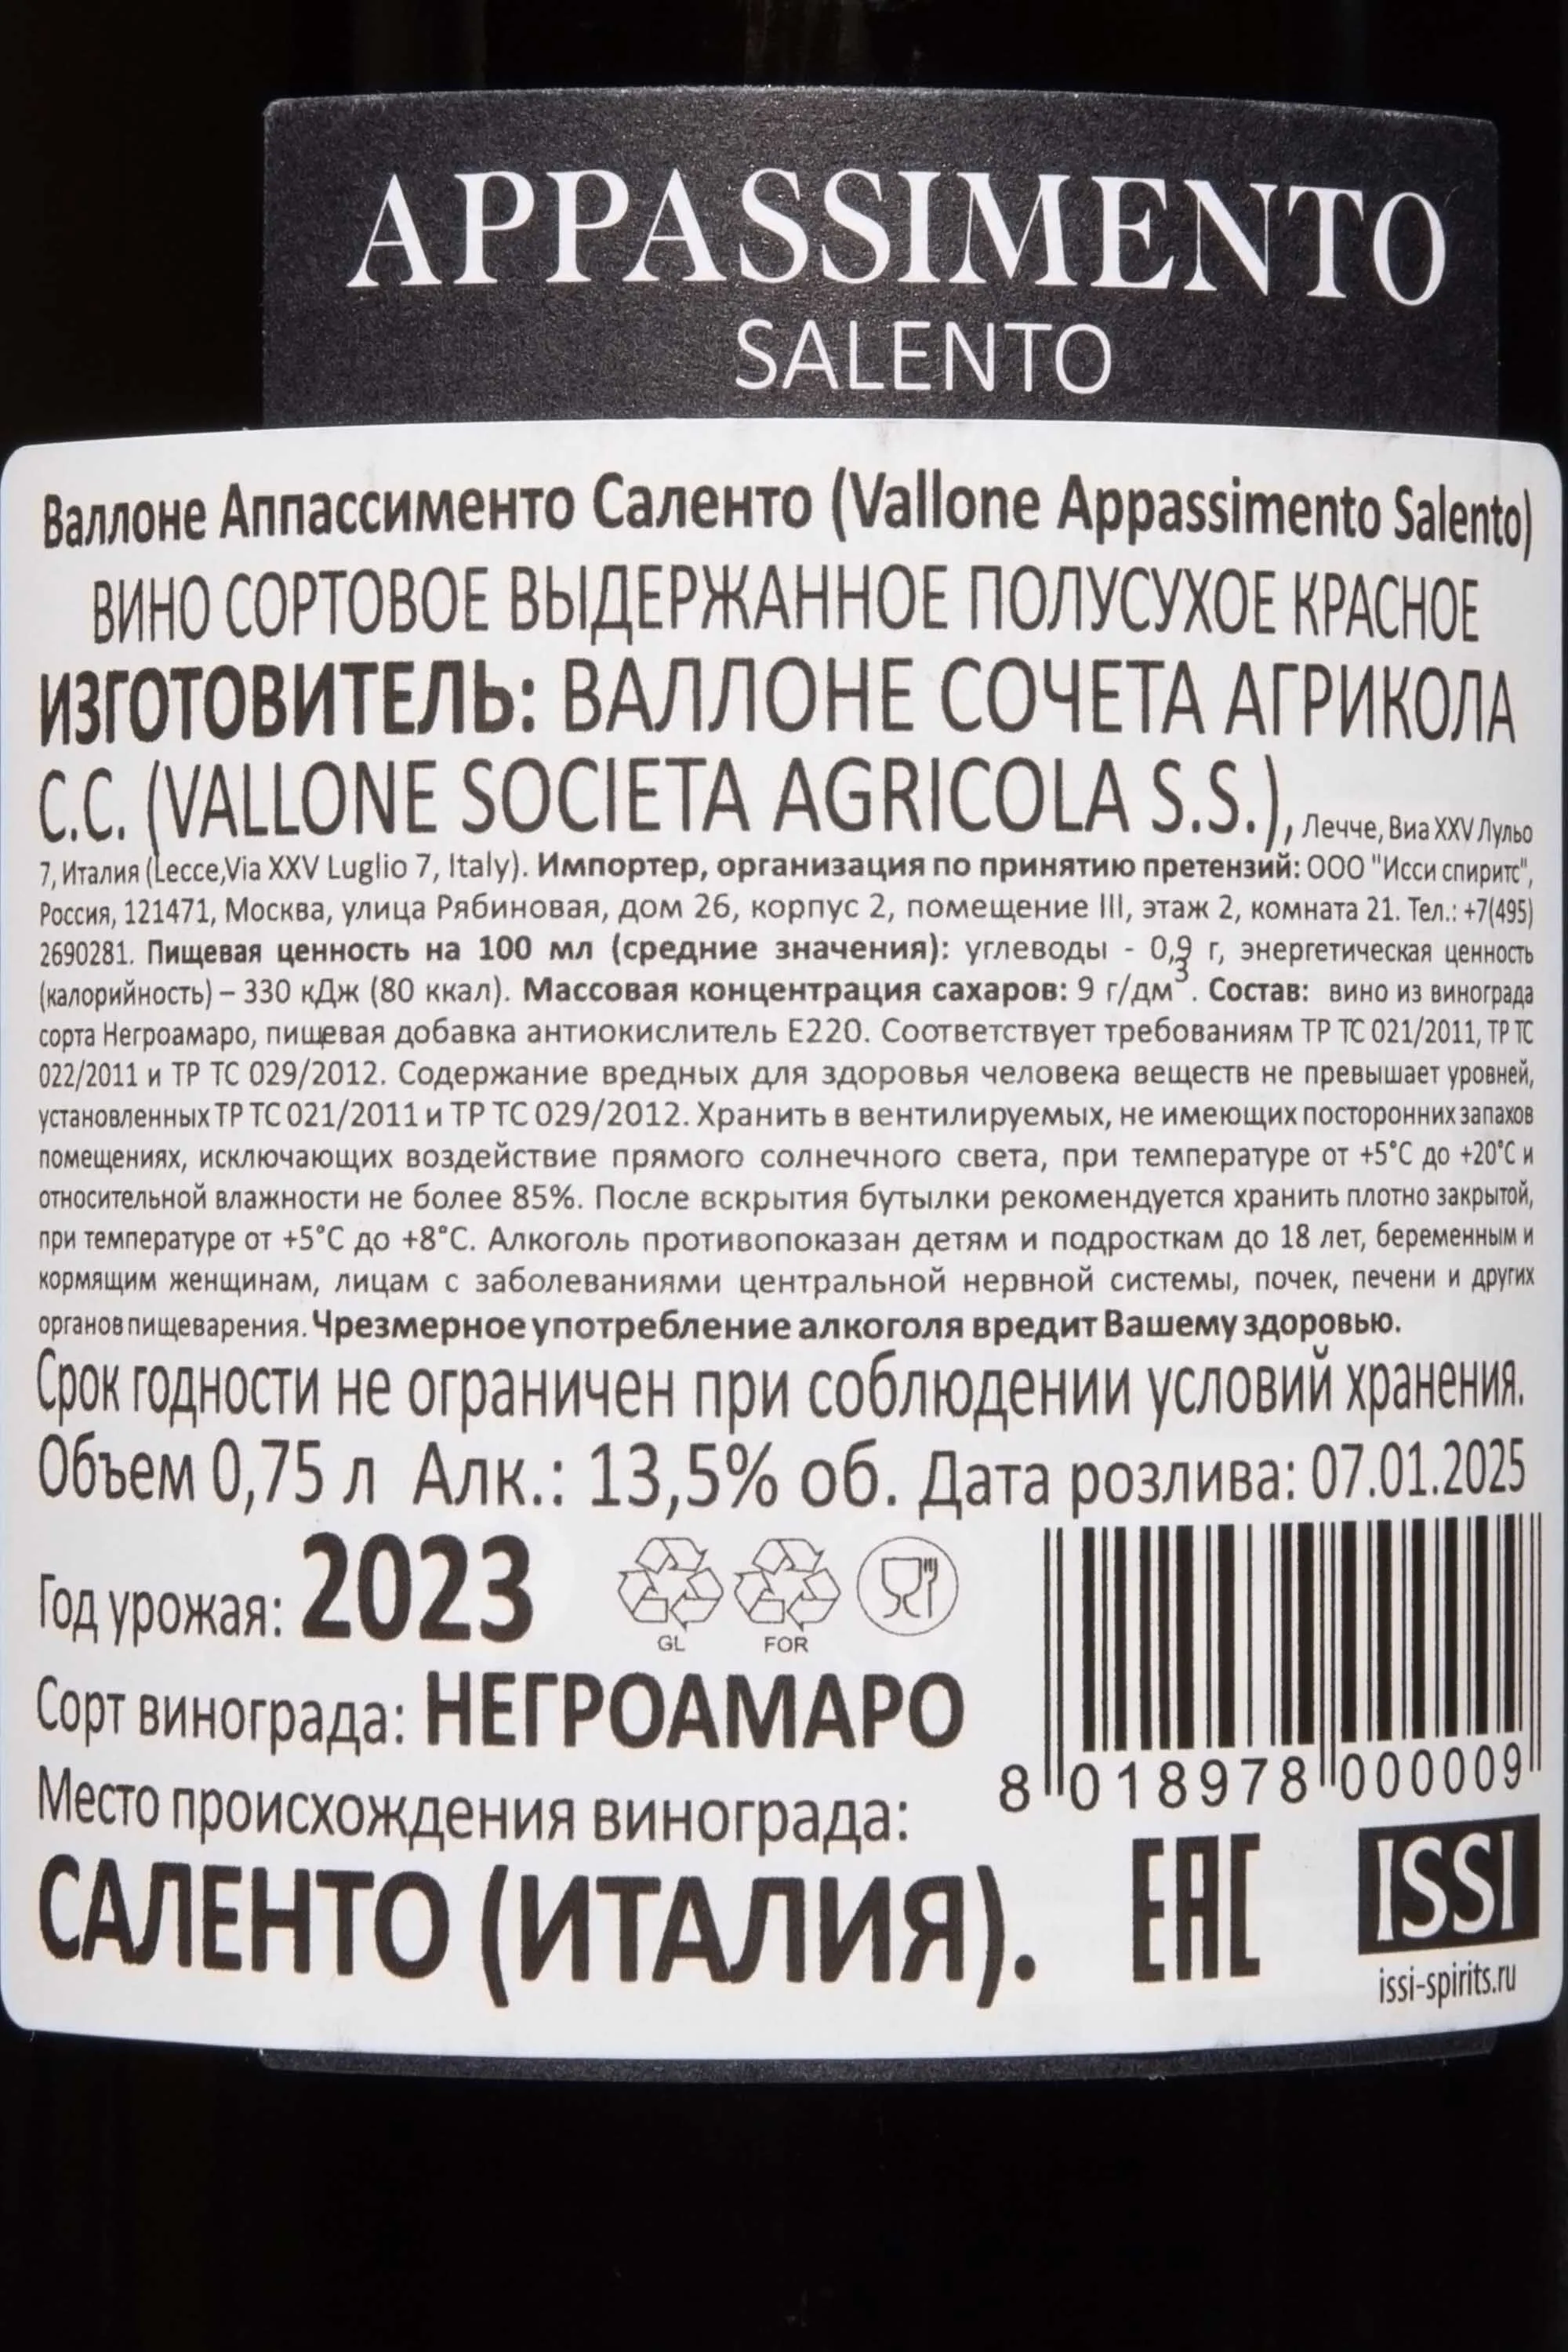 APPASSIMENTO
SALENTO
Валлоне Аппассименто Саленто (Vallone Appassimento Salento)
ВИНО СОРТОВОЕ ВЫДЕРЖАННОЕ ПОЛУСУХОЕ КРАСНОЕ
ИЗГОТОВИТЕЛЬ: ВАЛЛОНЕ СОЧЕТА АГРИКОЛА
С.С. (VALLONE SOCIETA AGRICOLA S.S.), Лечче, Виа XXV Лульо
7, Италия (Lecce,Via XXV Luglio 7, Italy). Импортер, организация по принятию претензий: ООО "Исси спиритс",
Россия, 121471, Москва, улица Рябиновая, дом 26, корпус 2, помещение III, этаж 2, комната 21. Тел.: +7(495)
2690281. Пищевая ценность на 100 мл (средние значения): углеводы - 0,9 г, энергетическая ценность
(калорийность) – 330 кДж (80 ккал). Массовая концентрация сахаров: 9 г/дм³. Состав: вино из винограда
сорта Негроамаро, пищевая добавка антиокислитель Е220. Соответствует требованиям ТР ТС 021/2011, ТР ТС
022/2011 и ТР ТС 029/2012. Содержание вредных для здоровья человека веществ не превышает уровней,
установленных ТР ТС 021/2011 и ТР ТС 029/2012. Хранить в вентилируемых, не имеющих посторонних запахов
помещениях, исключающих воздействие прямого солнечного света, при температуре от +5°С до +20°С и
относительной влажности не более 85%. После вскрытия бутылки рекомендуется хранить плотно закрытой,
при температуре от +5°С до +8°С. Алкоголь противопоказан детям и подросткам до 18 лет, беременным и
кормящим женщинам, лицам с заболеваниями центральной нервной системы, почек, печени и других
органов пищеварения. Чрезмерное употребление алкоголя вредит Вашему здоровью.
Срок годности не ограничен при соблюдении условий хранения.
Объем 0,75 л Алк.: 13,5% об. Дата розлива: 07.01.2025
Год урожая: 2023
GL FOR
Сорт винограда: НЕГРОАМАРО
8 018978 000009
Место происхождения винограда:
САЛЕНТО (ИТАЛИЯ).
EAC
ISSI
issi-spirits.ru